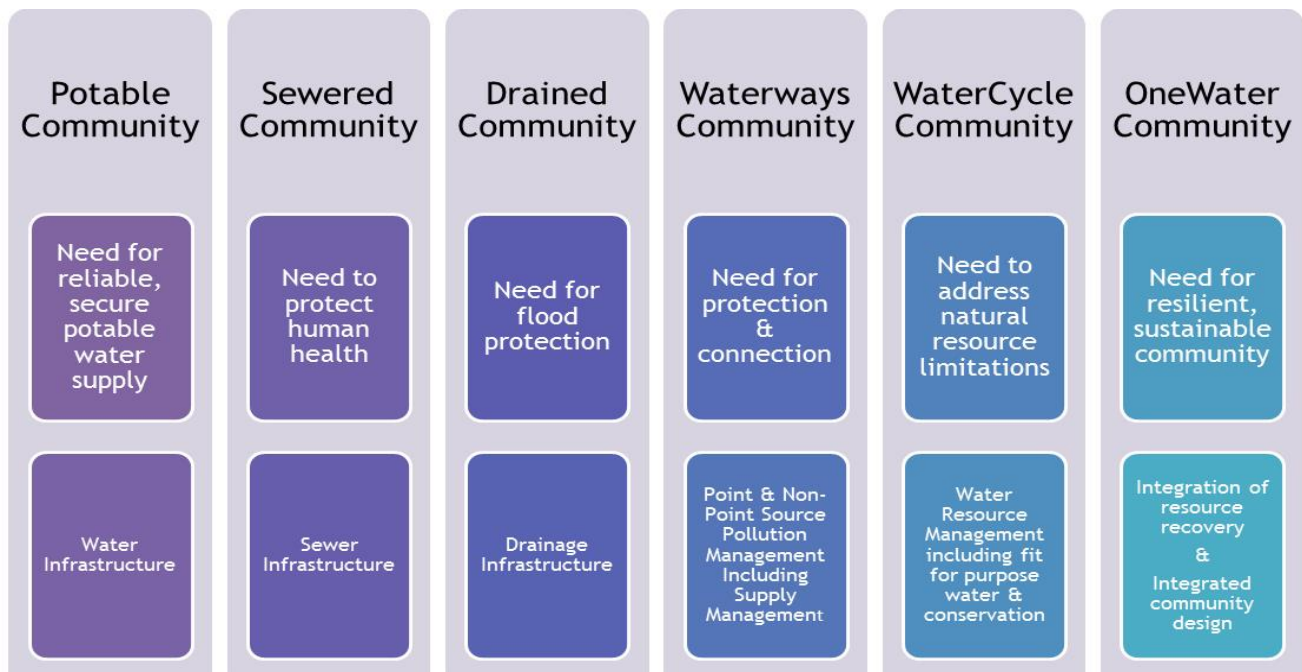 Potable
Community
Need for
reliable,
secure
potable
water
supply
Water
Infrastructure
Sewered
Community
Need to
protect
human
health
Sewer
Infrastructure
Drained
Community
Need for
flood
protection
Drainage
Infrastructure
Waterways
Community
Need for
protection
&
connection
Point & Non-
Point Source
Pollution
Management
Including
Supply
Management
WaterCycle
Community
Need to
address
natural
resource
limitations
Water
Resource
Management
including fit
for purpose
water &
conservation
OneWater
Community
Need for
resilient,
sustainable
community
Integration of
resource
recovery
&
Integrated
community
design